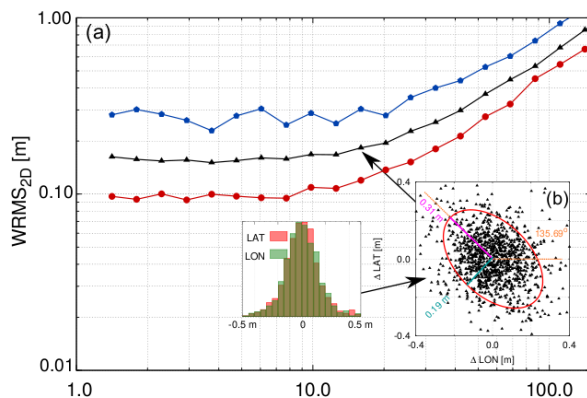 (a)
1.00
0.10
0.01
WRMS2D [m]
1.0
10.0
100.0
LAT
LON
-0.5 m
0
0.5 m
(b)
0.4
0.0
-0.4
Δ LAT [m]
0.31 m
135.69°
0.19 m
-0.4
0.0
0.4
Δ LON [m]